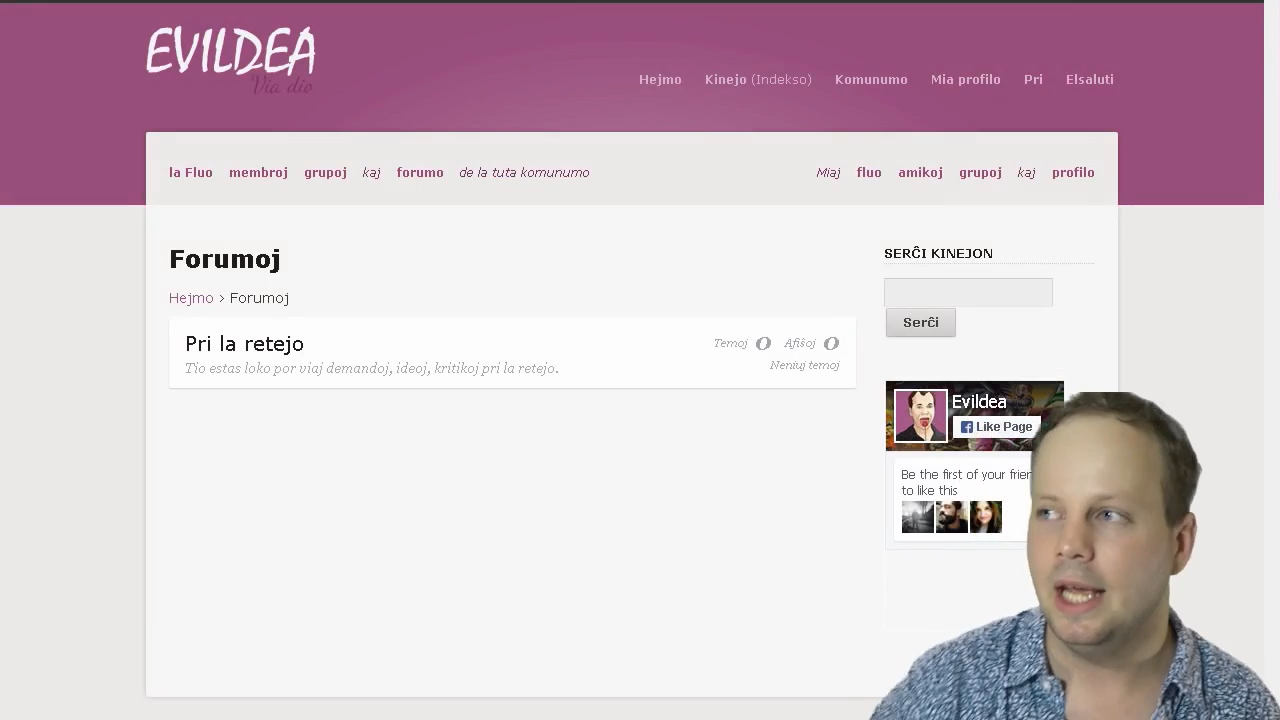 EVILDEA
Via dio
Hejmo Kinejo (Indekso) Komunumo Mia profilo Pri Elsaluti
la Fluo membroj grupoj kaj forumo de la tuta komunumo
Miaj fluo amikoj grupoj kaj profilo
Forumoj
Hejmo › Forumoj
Pri la retejo
Tio estas loko por viaj demandoj, ideoj, kritikoj pri la retejo.
Temoj 0 Afiŝoj 0
Neniuj temoj
SERĈI KINEJON
Serĉi
Evildea
Like Page
Be the first of your
to like this